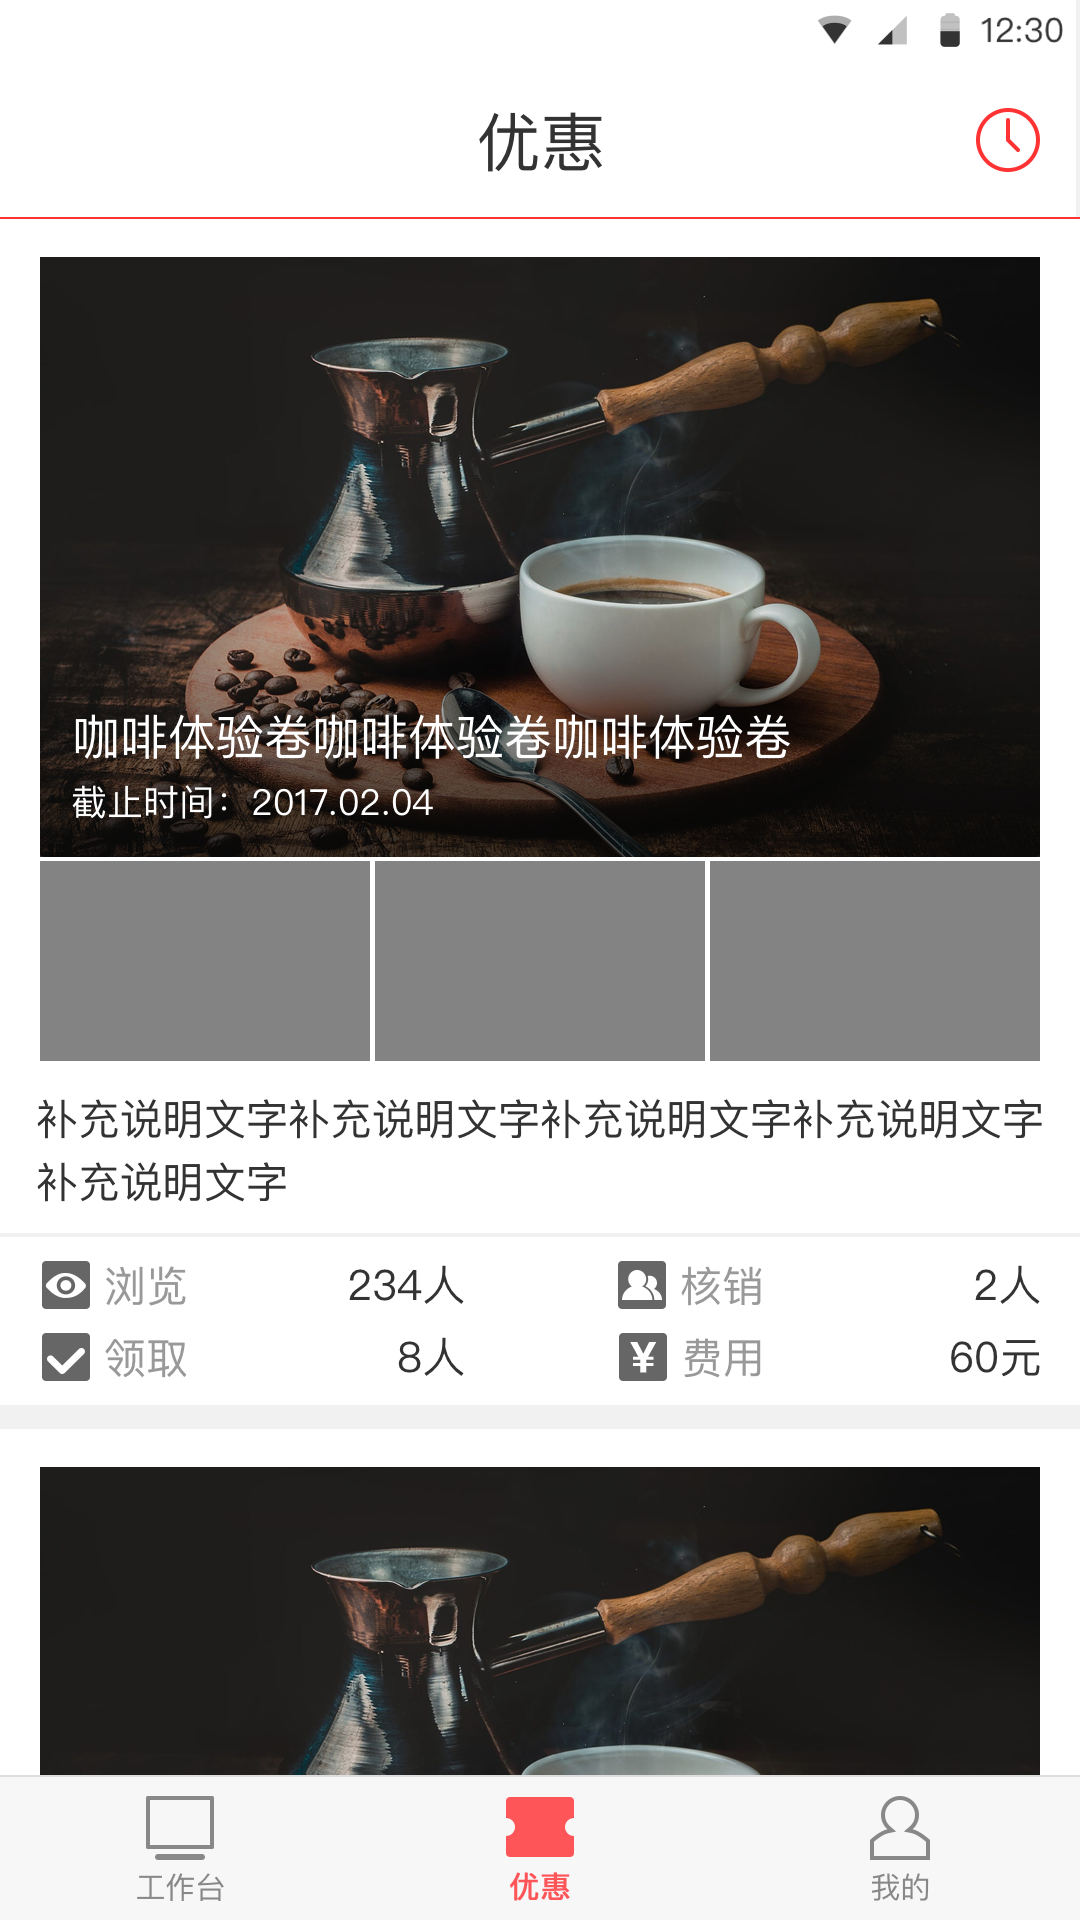 12:30
优惠
咖啡体验卷咖啡体验卷咖啡体验卷
截止时间：2017.02.04
补充说明文字补充说明文字补充说明文字补充说明文字
补充说明文字
浏览 234人 核销 2人
领取 8人 ¥ 费用 60元
工作台 优惠 我的